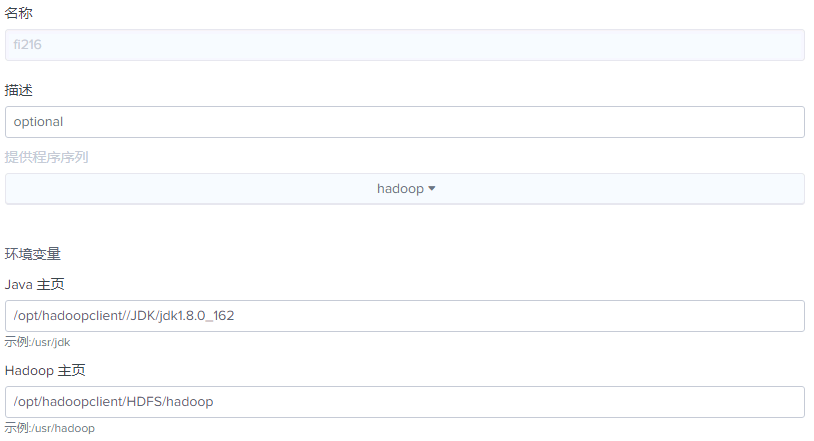 名称
fi216
描述
optional
提供程序序列
hadoop
环境变量
Java 主页
/opt/hadoopclient//JDK/jdk1.8.0_162
示例:/usr/jdk
Hadoop 主页
/opt/hadoopclient/HDFS/hadoop
示例:/usr/hadoop